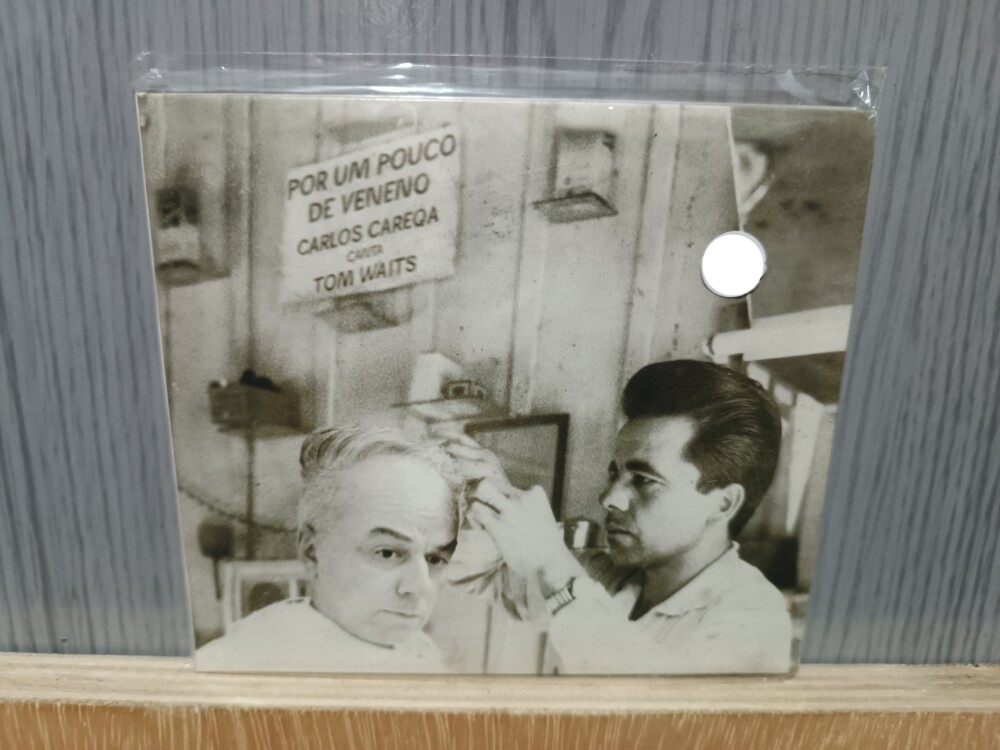 POR UM POUCO
DE VENENO
CARLOS CAREQA
CANTA
TOM WAITS